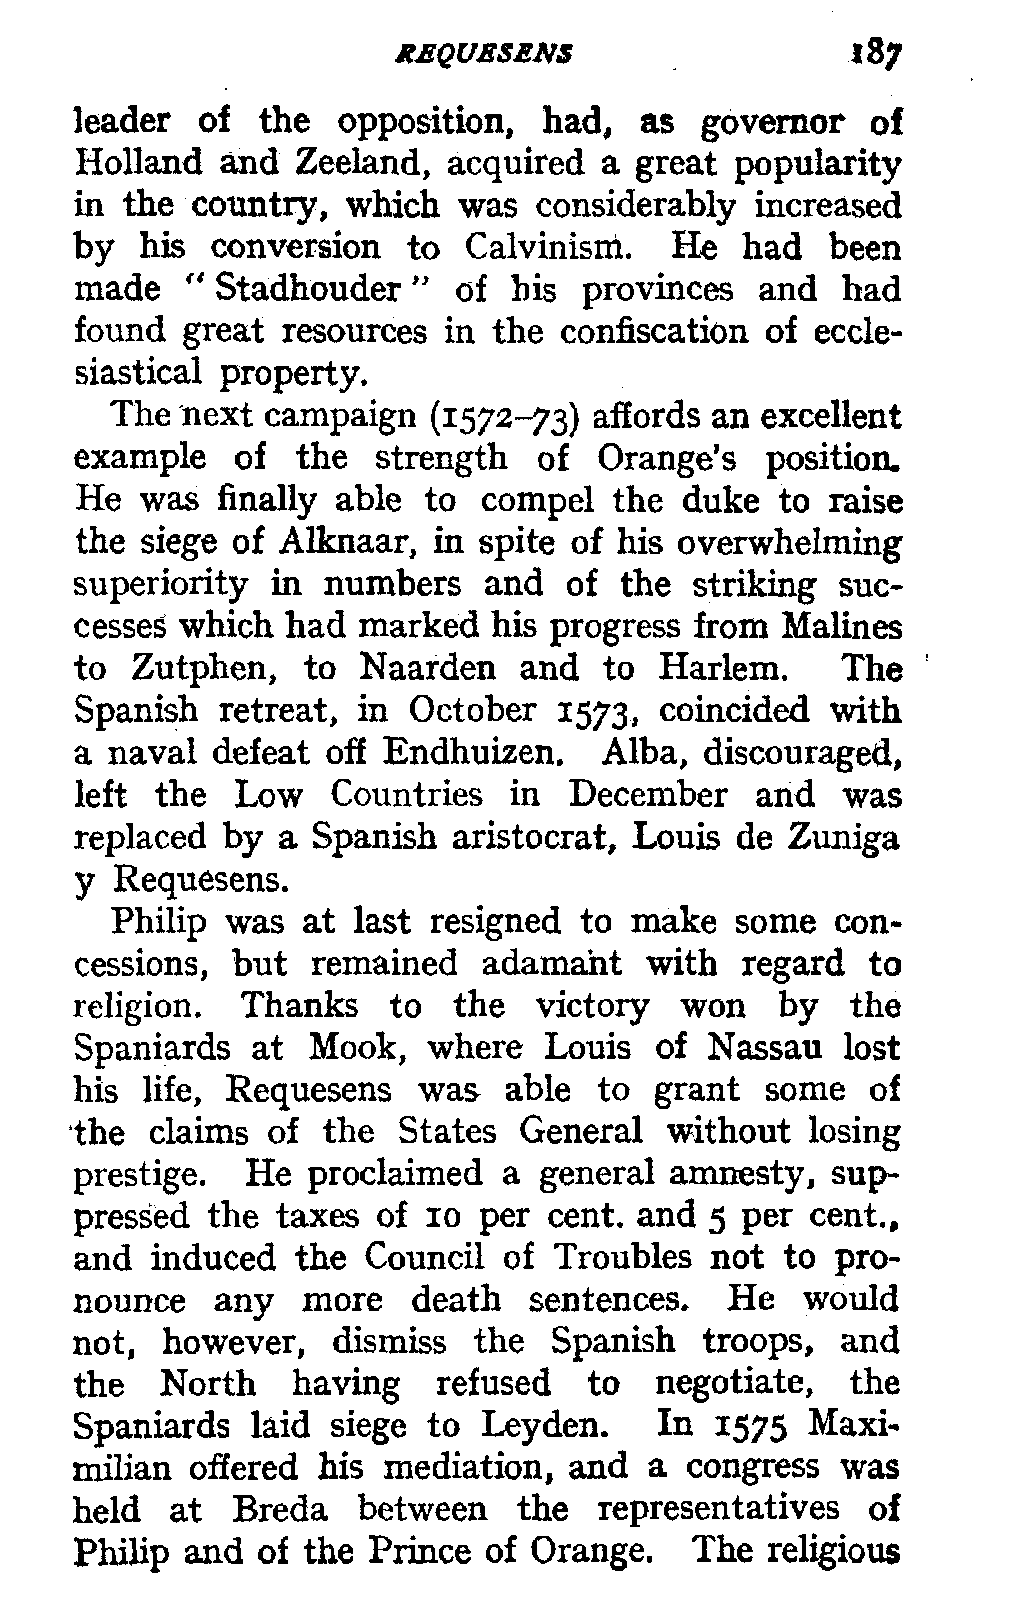 REQUESENS 187
leader of the opposition, had, as governor of
Holland and Zeeland, acquired a great popularity
in the country, which was considerably increased
by his conversion to Calvinism. He had been
made “Stadhouder” of his provinces and had
found great resources in the confiscation of eccle-
siastical property.
The next campaign (1572–73) affords an excellent
example of the strength of Orange's position.
He was finally able to compel the duke to raise
the siege of Alknaar, in spite of his overwhelming
superiority in numbers and of the striking suc-
cesses which had marked his progress from Malines
to Zutphen, to Naarden and to Harlem. The
Spanish retreat, in October 1573, coincided with
a naval defeat off Endhuizen. Alba, discouraged,
left the Low Countries in December and was
replaced by a Spanish aristocrat, Louis de Zuniga
y Requesens.
Philip was at last resigned to make some con-
cessions, but remained adamant with regard to
religion. Thanks to the victory won by the
Spaniards at Mook, where Louis of Nassau lost
his life, Requesens was able to grant some of
the claims of the States General without losing
prestige. He proclaimed a general amnesty, sup-
pressed the taxes of 10 per cent. and 5 per cent.,
and induced the Council of Troubles not to pro-
nounce any more death sentences. He would
not, however, dismiss the Spanish troops, and
the North having refused to negotiate, the
Spaniards laid siege to Leyden. In 1575 Maxi-
milian offered his mediation, and a congress was
held at Breda between the representatives of
Philip and of the Prince of Orange. The religious